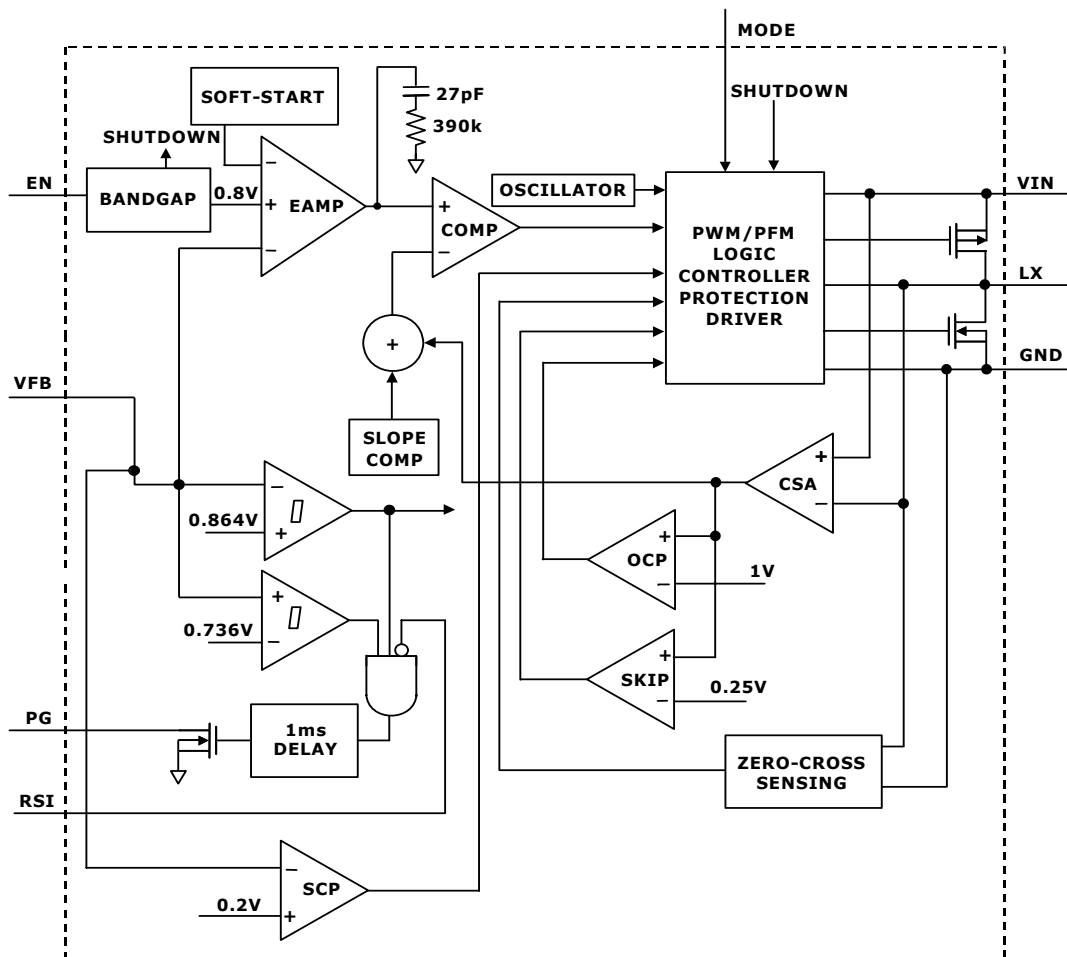 MODE
SOFT-START
27pF
390k
SHUTDOWN
SHUTDOWN
EN
BANDGAP
0.8V
−
+
−
EAMP
+
−
COMP
OSCILLATOR
PWM/PFM
LOGIC
CONTROLLER
PROTECTION
DRIVER
VIN
LX
GND
+
VFB
SLOPE
COMP
+
−
CSA
−
+
0.864V
+
−
OCP
1V
+
−
0.736V
+
−
SKIP
0.25V
PG
1ms
DELAY
ZERO-CROSS
SENSING
RSI
−
+
SCP
0.2V